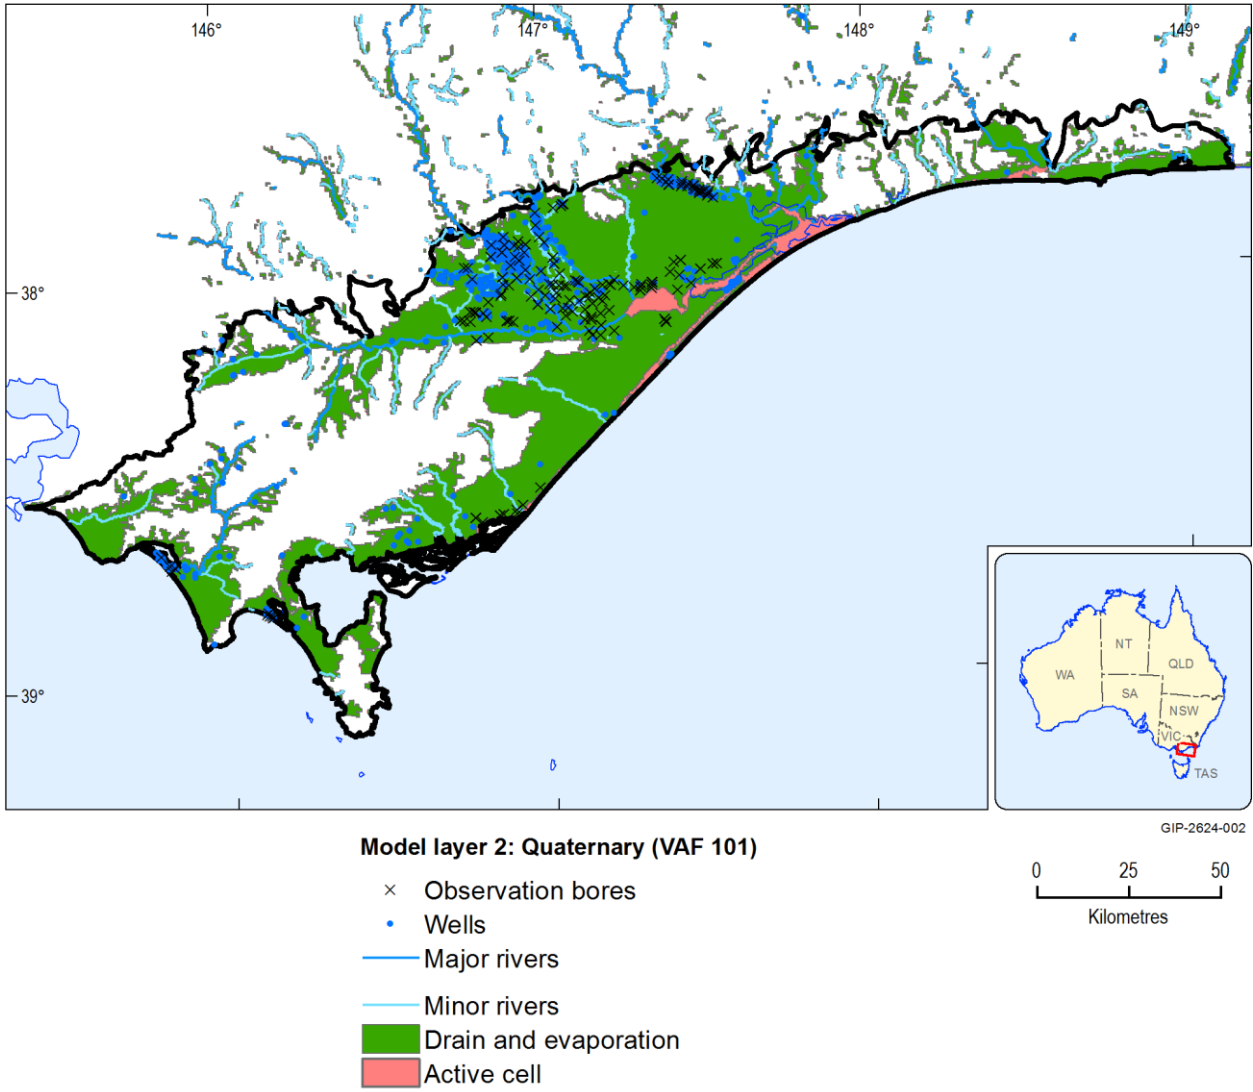 146°
147°
148°
149°
38°
39°
NT
WA
QLD
SA
NSW
VIC
TAS
GIP-2624-002
Model layer 2: Quaternary (VAF 101)
Observation bores
Wells
Major rivers
Minor rivers
Drain and evaporation
Active cell
0 25 50
Kilometres